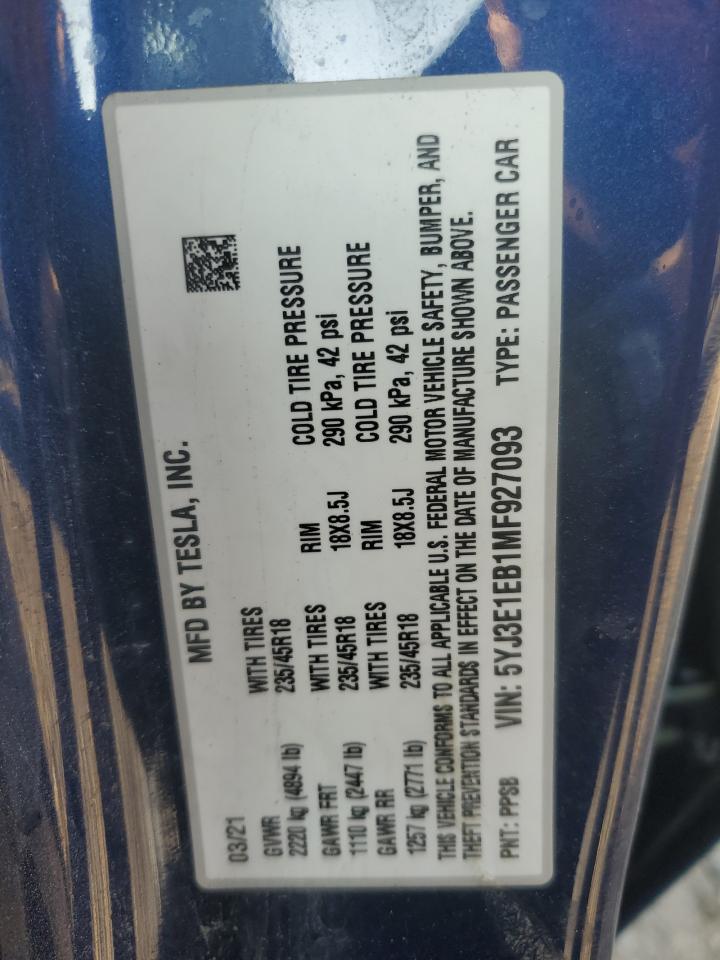 MFD BY TESLA, INC.
03/21
GVWR WITH TIRES RIM COLD TIRE PRESSURE
2220 kg (4894 lb) 235/45R18 18X8.5J 290 kPa, 42 psi
GAWR FRT WITH TIRES RIM COLD TIRE PRESSURE
1110 kg (2447 lb) 235/45R18 18X8.5J 290 kPa, 42 psi
GAWR RR WITH TIRES
1257 kg (2771 lb) 235/45R18
THIS VEHICLE CONFORMS TO ALL APPLICABLE U.S. FEDERAL MOTOR VEHICLE SAFETY, BUMPER, AND
THEFT PREVENTION STANDARDS IN EFFECT ON THE DATE OF MANUFACTURE SHOWN ABOVE.
PNT: PPSB VIN: 5YJ3E1EB1MF927093 TYPE: PASSENGER CAR